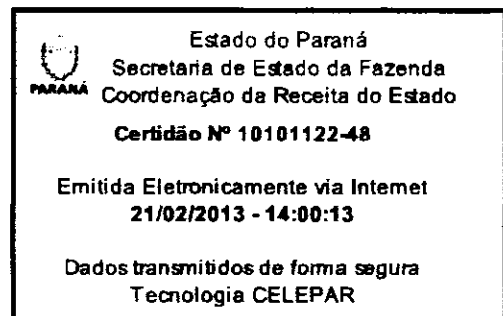 Estado do Paraná
Secretaria de Estado da Fazenda
PARANÁ
Coordenação da Receita do Estado
Certidão Nº 10101122-48
Emitida Eletronicamente via Internet
21/02/2013 - 14:00:13
Dados transmitidos de forma segura
Tecnologia CELEPAR